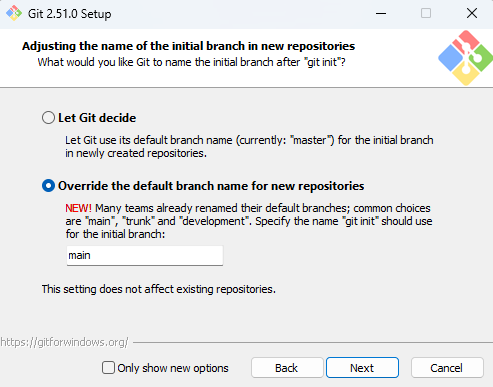 Git 2.51.0 Setup
Adjusting the name of the initial branch in new repositories
What would you like Git to name the initial branch after "git init"?
Let Git decide
Let Git use its default branch name (currently: "master") for the initial branch
in newly created repositories.
Override the default branch name for new repositories
NEW! Many teams already renamed their default branches; common choices
are "main", "trunk" and "development". Specify the name "git init" should use
for the initial branch:
main
This setting does not affect existing repositories.
https://gitforwindows.org/
Only show new options
Back
Next
Cancel